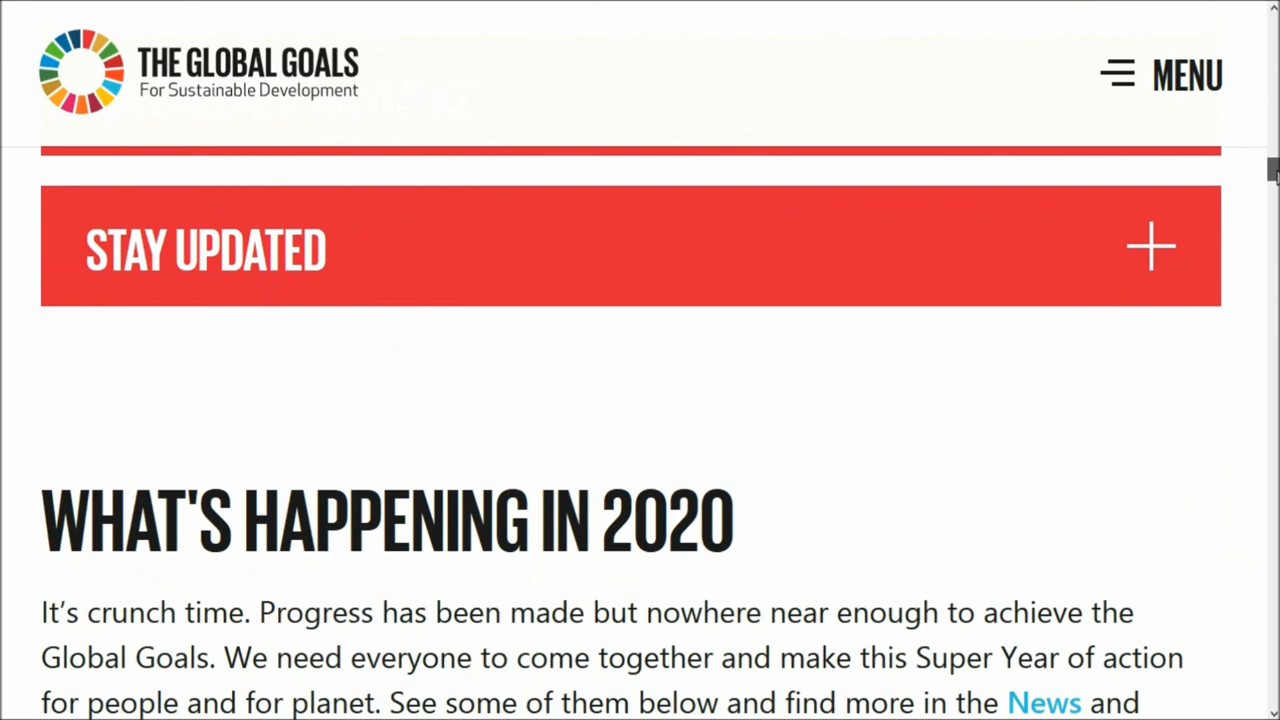 THE GLOBAL GOALS
For Sustainable Development
MENU
STAY UPDATED
WHAT'S HAPPENING IN 2020
It’s crunch time. Progress has been made but nowhere near enough to achieve the
Global Goals. We need everyone to come together and make this Super Year of action
for people and for planet. See some of them below and find more in the News and